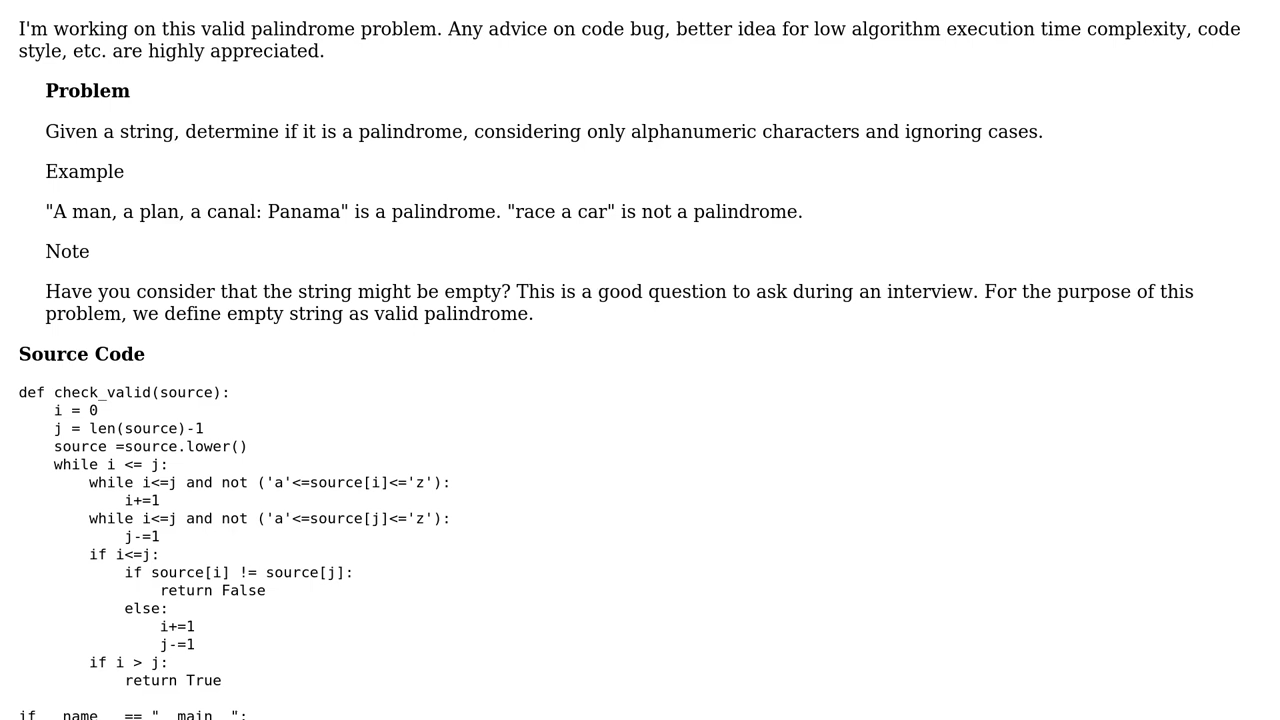 I'm working on this valid palindrome problem. Any advice on code bug, better idea for low algorithm execution time complexity, code
style, etc. are highly appreciated.
Problem
Given a string, determine if it is a palindrome, considering only alphanumeric characters and ignoring cases.
Example
"A man, a plan, a canal: Panama" is a palindrome. "race a car" is not a palindrome.
Note
Have you consider that the string might be empty? This is a good question to ask during an interview. For the purpose of this
problem, we define empty string as valid palindrome.
Source Code
def check_valid(source):
    i = 0
    j = len(source)-1
    source =source.lower()
    while i <= j:
        while i<=j and not ('a'<=source[i]<='z'):
            i+=1
        while i<=j and not ('a'<=source[j]<='z'):
            j-=1
        if i<=j:
            if source[i] != source[j]:
                return False
            else:
                i+=1
                j-=1
        if i > j:
            return True
if __name__ == "__main__":